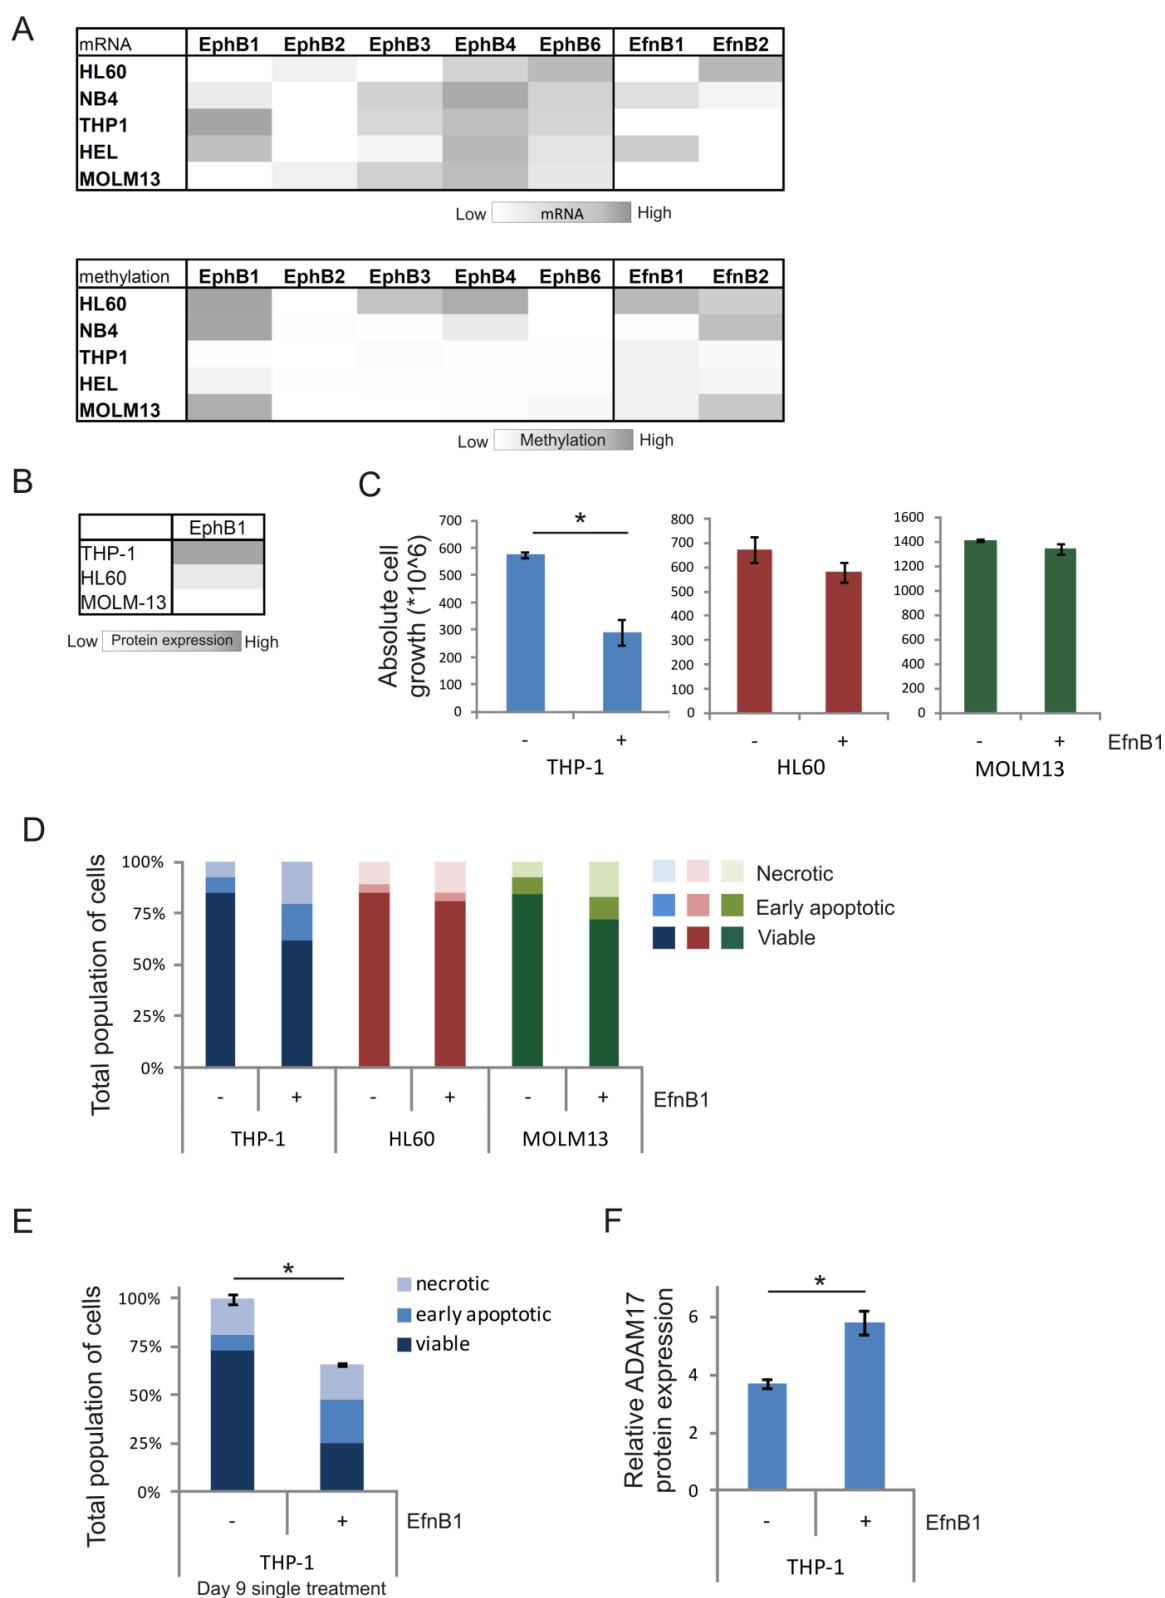 A
mRNA EphB1 EphB2 EphB3 EphB4 EphB6 EfnB1 EfnB2
HL60
NB4
THP1
HEL
MOLM13
Low mRNA High
methylation EphB1 EphB2 EphB3 EphB4 EphB6 EfnB1 EfnB2
HL60
NB4
THP1
HEL
MOLM13
Low Methylation High
B
EphB1
THP-1
HL60
MOLM-13
Low Protein expression High
C
Absolute cell
growth (*10^6)
700
600
500
400
300
200
100
0
*
- +
THP-1
800
700
600
500
400
300
200
100
0
- +
HL60
1600
1400
1200
1000
800
600
400
200
0
- + EfnB1
MOLM13
D
Total population of cells
100%
75%
50%
25%
0%
Necrotic
Early apoptotic
Viable
- + - + - + EfnB1
THP-1 HL60 MOLM13
E
Total population of cells
100%
75%
50%
25%
0%
*
necrotic
early apoptotic
viable
- + EfnB1
THP-1
Day 9 single treatment
F
Relative ADAM17
protein expression
6
4
2
0
*
- + EfnB1
THP-1